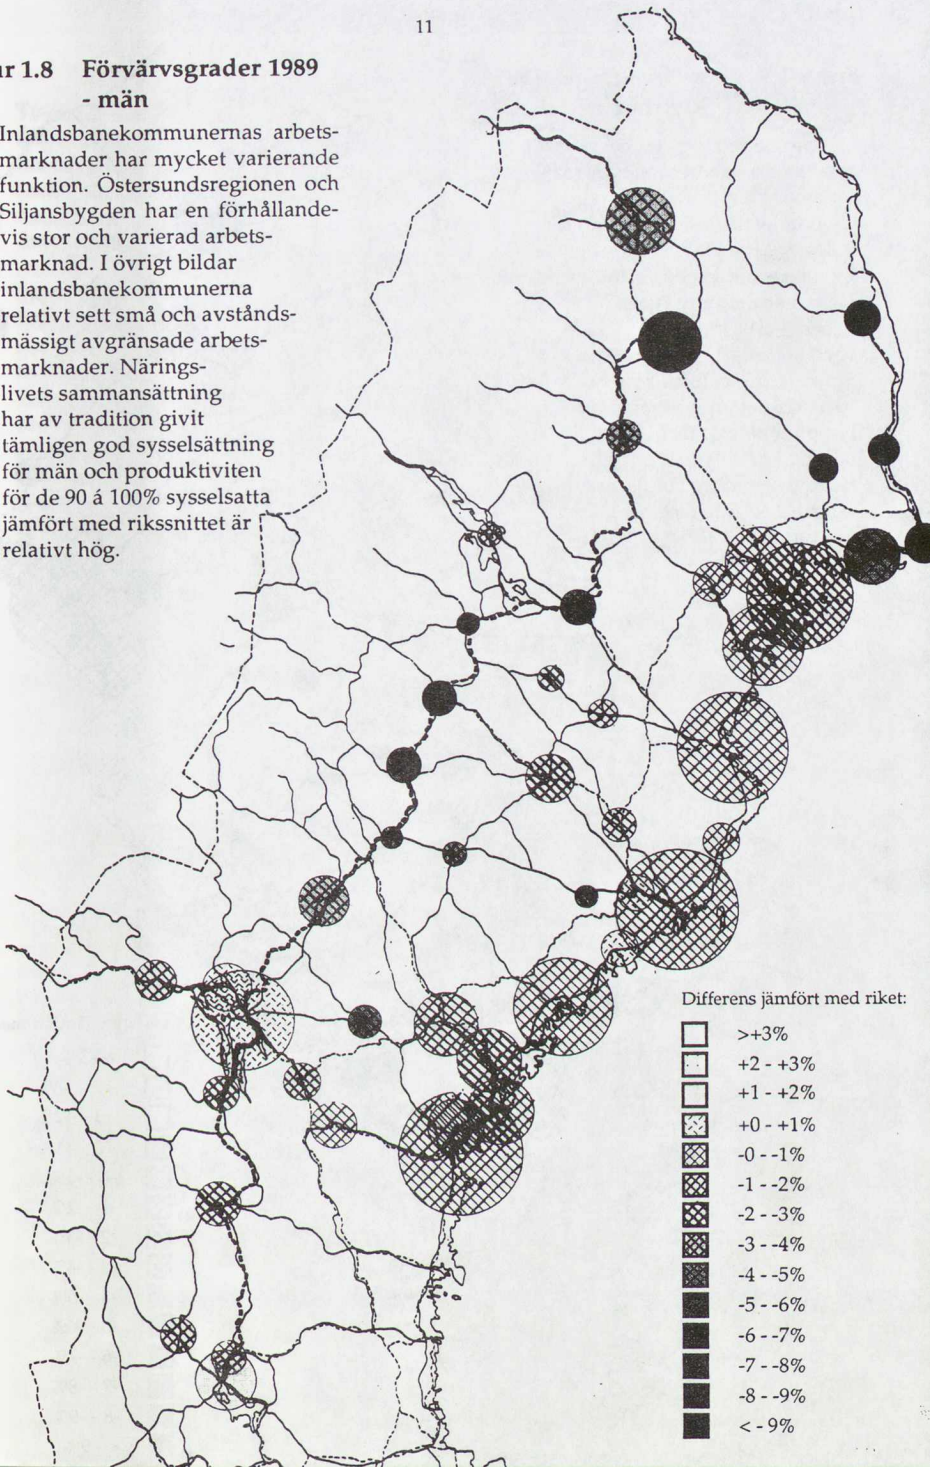 11
ur 1.8 Förvärvsgrader 1989
- män
Inlandsbanekommunernas arbets-
marknader har mycket varierande
funktion. Östersundsregionen och
Siljansbygden har en förhållande-
vis stor och varierad arbets-
marknad. I övrigt bildar
inlandsbanekommunerna
relativt sett små och avstånds-
mässigt avgränsade arbets-
marknader. Närings-
livets sammansättning
har av tradition givit
tämligen god sysselsättning
för män och produktiviten
för de 90 á 100% sysselsatta
jämfört med rikssnittet är
relativt hög.
Differens jämfört med riket:
>+3%
+2 - +3%
+1 - +2%
+0 - +1%
-0 - -1%
-1 - -2%
-2 - -3%
-3 - -4%
-4 - -5%
-5 - -6%
-6 - -7%
-7 - -8%
-8 - -9%
< - 9%